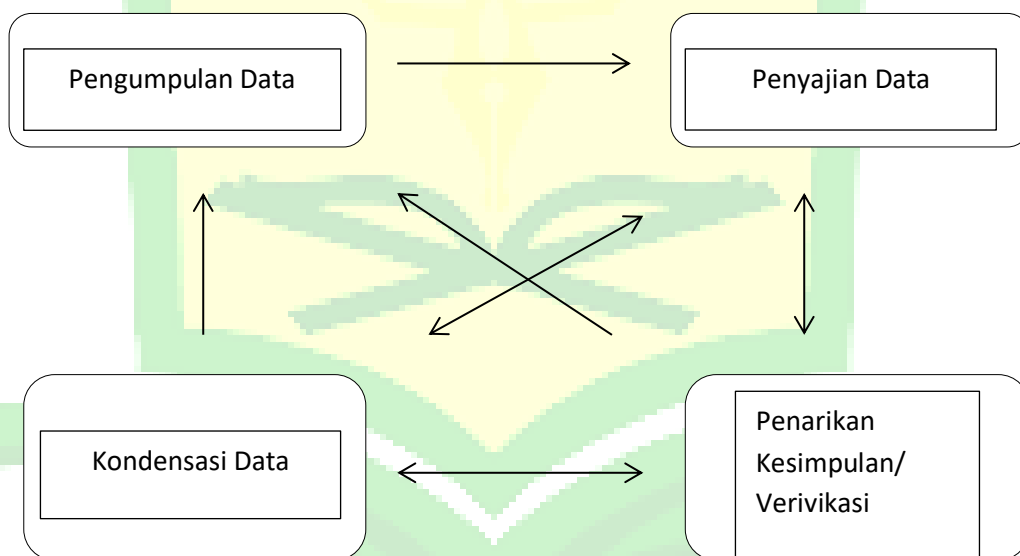 Pengumpulan Data
Penyajian Data
Kondensasi Data
Penarikan
Kesimpulan/
Verivikasi